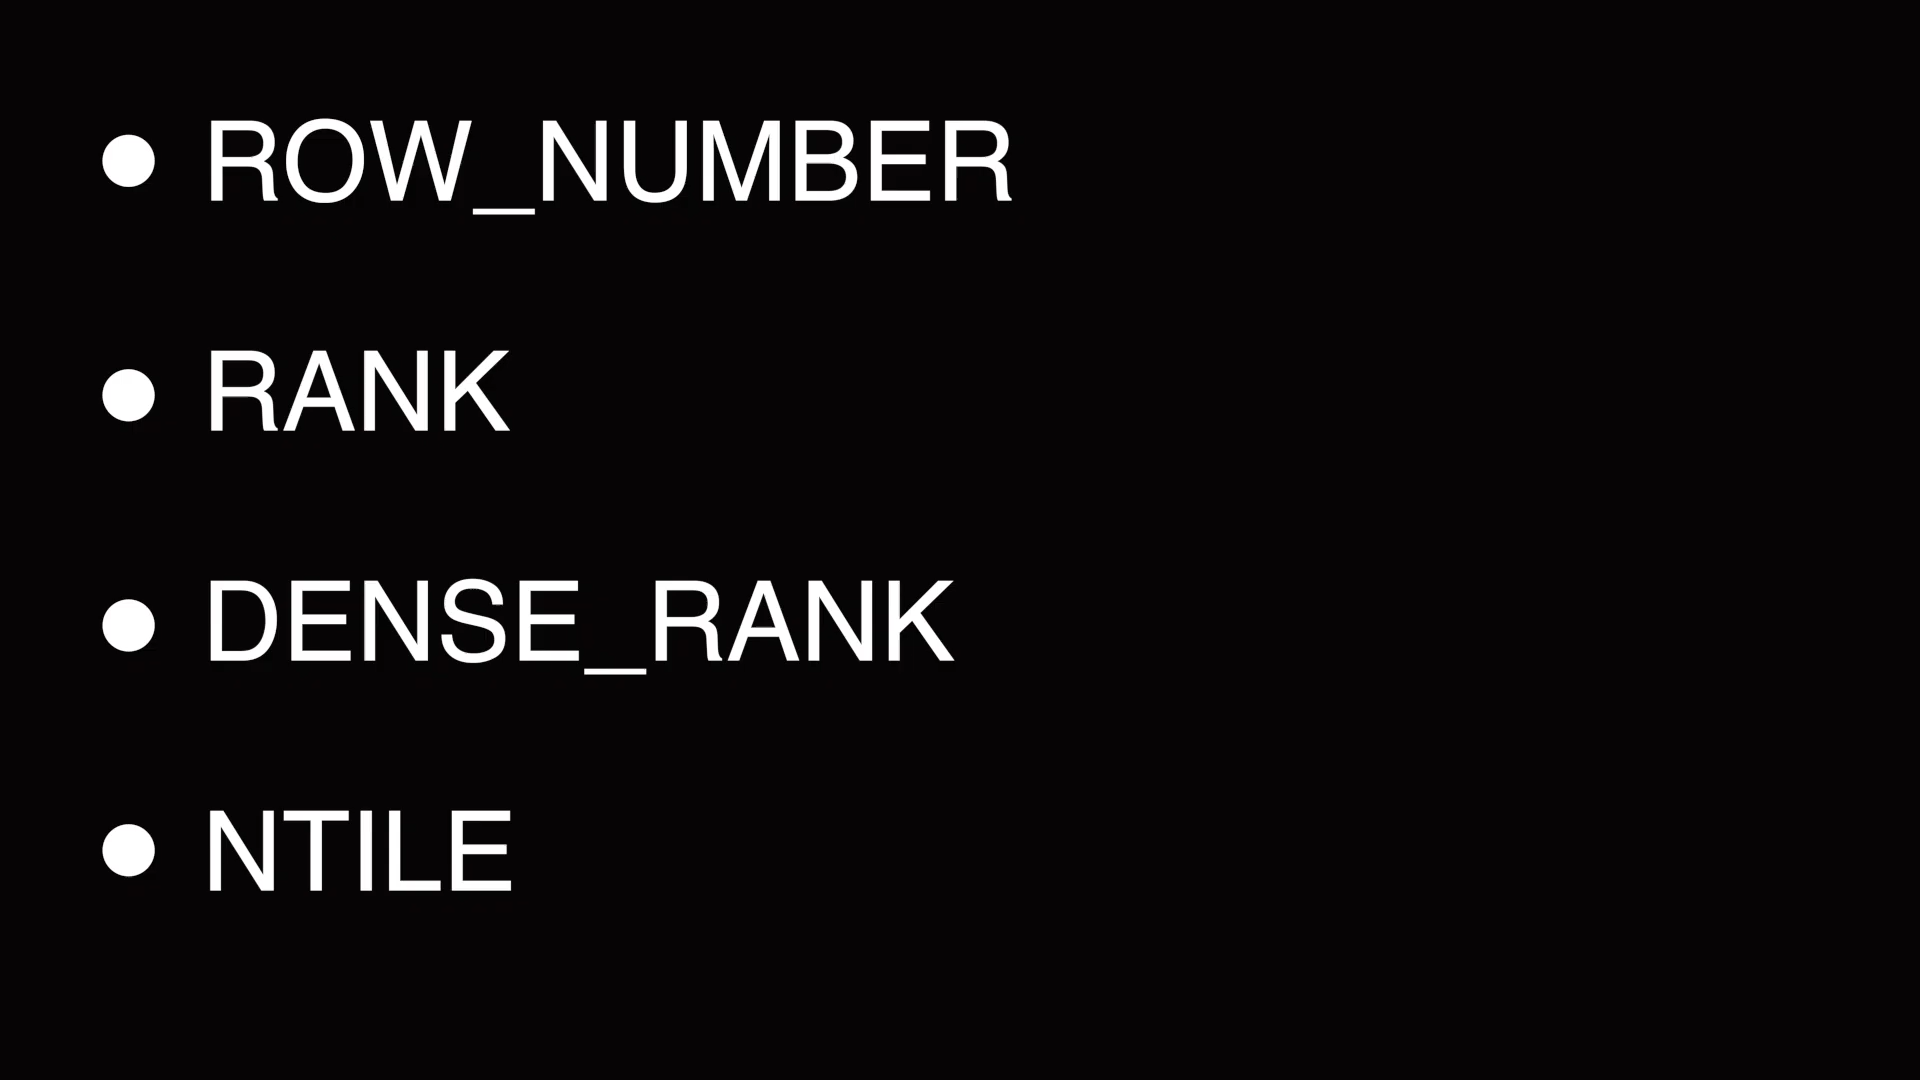 • ROW_NUMBER
• RANK
• DENSE_RANK
• NTILE